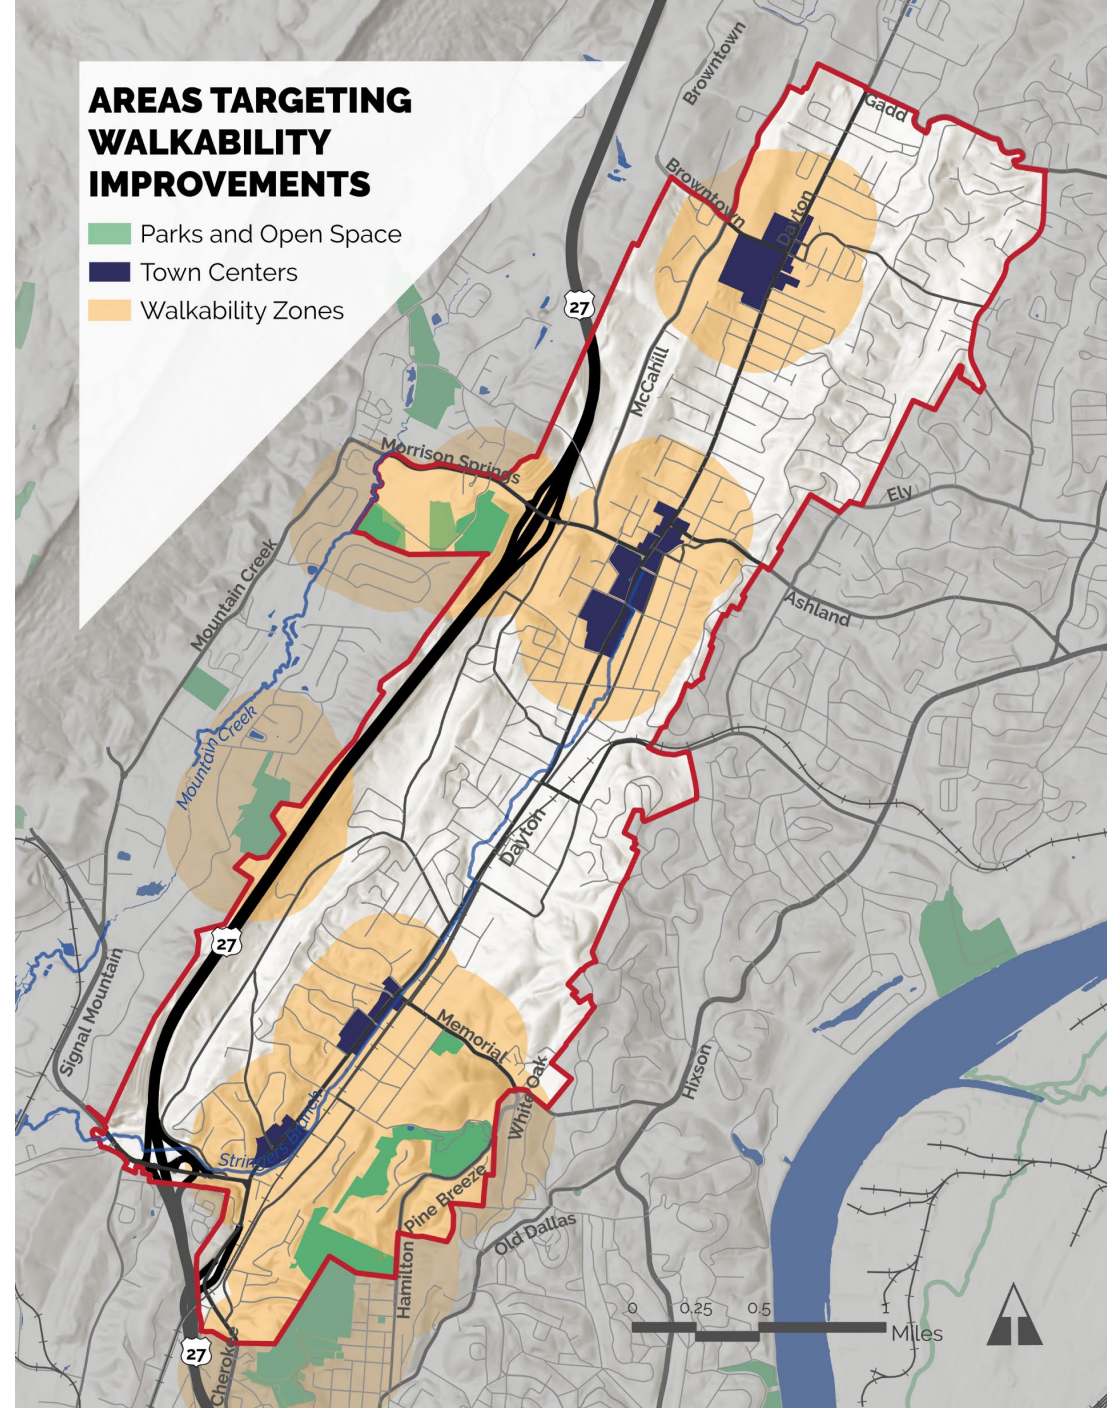 AREAS TARGETING
WALKABILITY
IMPROVEMENTS
Parks and Open Space
Town Centers
Walkability Zones
Browntown
Gadd
Browntown
Dayton
27
McCahill
Morrison Springs
Ely
Mountain Creek
Ashland
Mountain Creek
Dayton
27
Signal Mountain
Memorial
White Oak
Hixson
Stringers Branch
Pine Breeze
Old Dallas
Hamilton
0 0.25 0.5 1
Miles
27
Cherokee